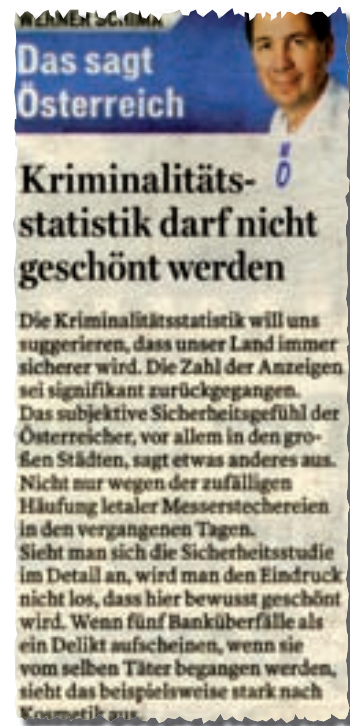 WERNER SCHIMA
Das sagt
Österreich
Kriminalitäts-
statistik darf nicht
geschönt werden
Die Kriminalitätsstatistik will uns
suggerieren, dass unser Land immer
sicherer wird. Die Zahl der Anzeigen
sei signifikant zurückgegangen.
Das subjektive Sicherheitsgefühl der
Österreicher, vor allem in den gro-
ßen Städten, sagt etwas anderes aus.
Nicht nur wegen der zufälligen
Häufung letaler Messerstechereien
in den vergangenen Tagen.
Sieht man sich die Sicherheitsstudie
im Detail an, wird man den Eindruck
nicht los, dass hier bewusst geschönt
wird. Wenn fünf Banküberfälle als
ein Delikt aufscheinen, wenn sie
vom selben Täter begangen werden,
sieht das beispielsweise stark nach
Kosmetik aus.